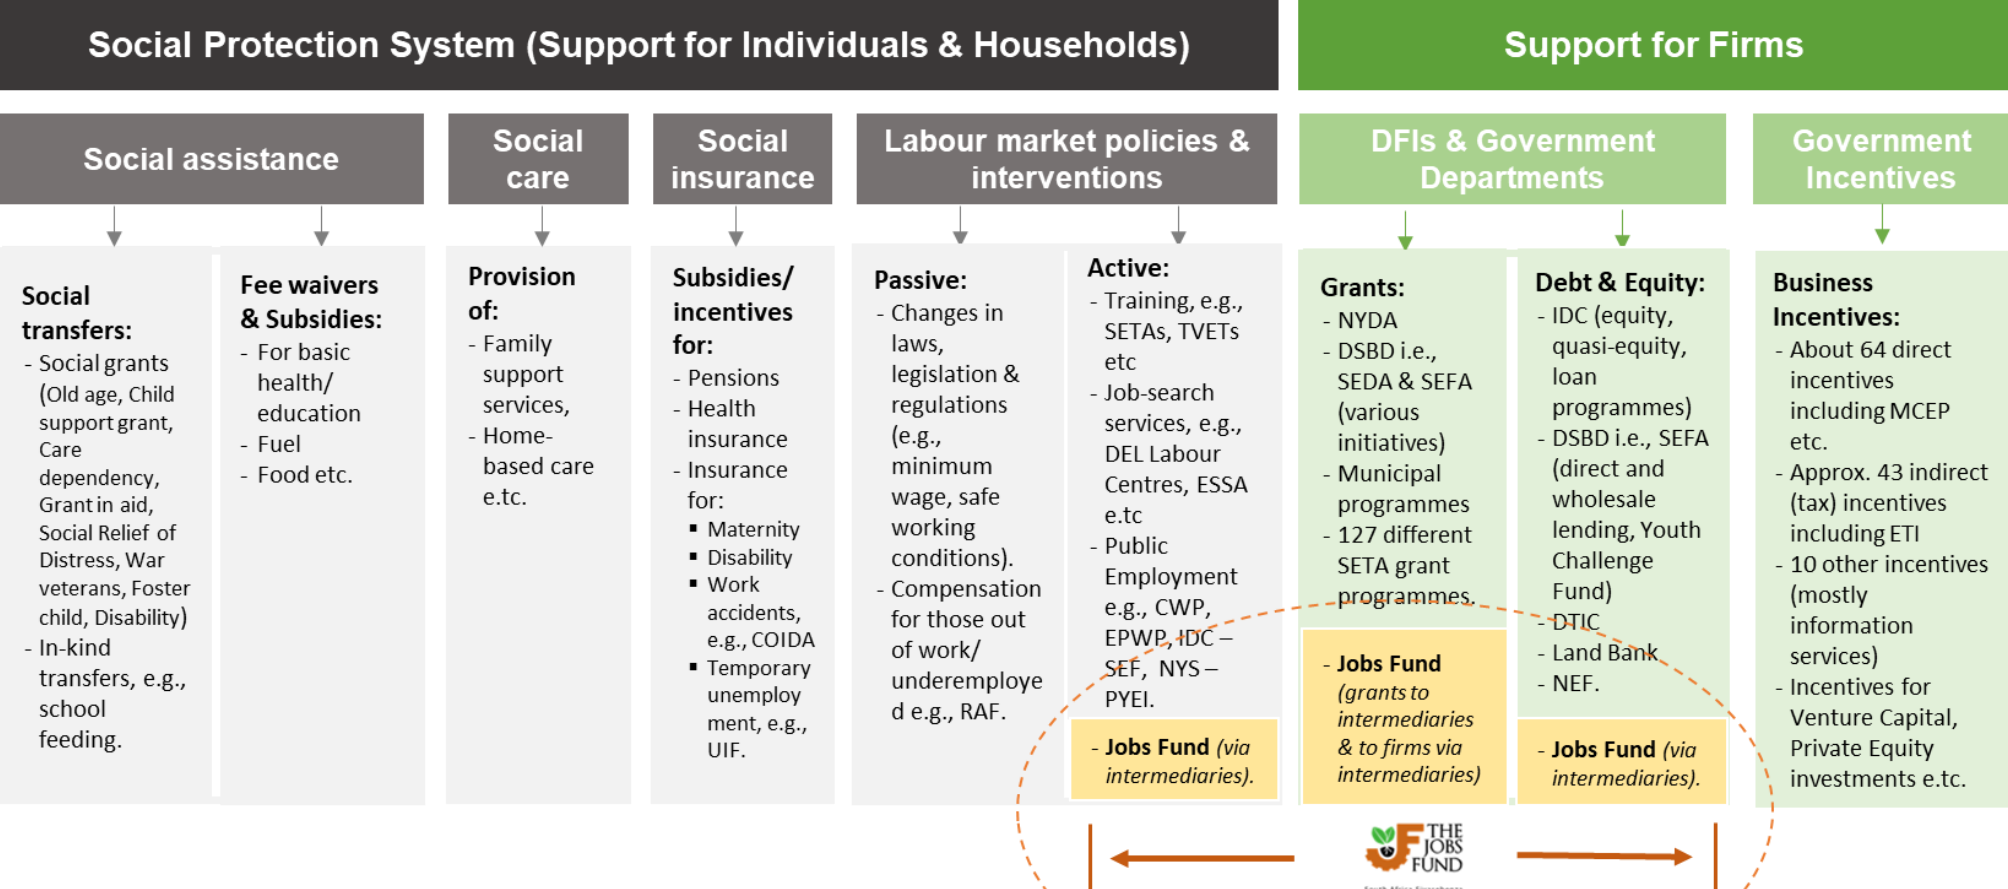 Social Protection System (Support for Individuals & Households)
Support for Firms
Social assistance
Social
care
Social
insurance
Labour market policies &
interventions
DFIs & Government
Departments
Government
Incentives
Social
transfers:
- Social grants
(Old age, Child
support grant,
Care
dependency,
Grant in aid,
Social Relief of
Distress, War
veterans, Foster
child, Disability)
- In-kind
transfers, e.g.,
school
feeding.
Fee waivers
& Subsidies:
- For basic
health/
education
- Fuel
- Food etc.
Provision
of:
- Family
support
services,
- Home-
based care
e.tc.
Subsidies/
incentives
for:
- Pensions
- Health
insurance
- Insurance
for:
▪ Maternity
▪ Disability
▪ Work
accidents,
e.g., COIDA
▪ Temporary
unemploy
ment, e.g.,
UIF.
Passive:
- Changes in
laws,
legislation &
regulations
(e.g.,
minimum
wage, safe
working
conditions).
- Compensation
for those out
of work/
underemploye
d e.g., RAF.
Active:
- Training, e.g.,
SETAs, TVETs
etc
- Job-search
services, e.g.,
DEL Labour
Centres, ESSA
e.tc
- Public
Employment
e.g., CWP,
EPWP, IDC –
SEF, NYS –
PYEI.
- Jobs Fund (via
intermediaries).
Grants:
- NYDA
- DSBD i.e.,
SEDA & SEFA
(various
initiatives)
- Municipal
programmes
- 127 different
SETA grant
programmes.
- Jobs Fund
(grants to
intermediaries
& to firms via
intermediaries)
Debt & Equity:
- IDC (equity,
quasi-equity,
loan
programmes)
- DSBD i.e., SEFA
(direct and
wholesale
lending, Youth
Challenge
Fund)
- DTIC
- Land Bank
- NEF.
- Jobs Fund (via
intermediaries).
Business
Incentives:
- About 64 direct
incentives
including MCEP
etc.
- Approx. 43 indirect
(tax) incentives
including ETI
- 10 other incentives
(mostly
information
services)
- Incentives for
Venture Capital,
Private Equity
investments e.tc.
THE
JOBS
FUND